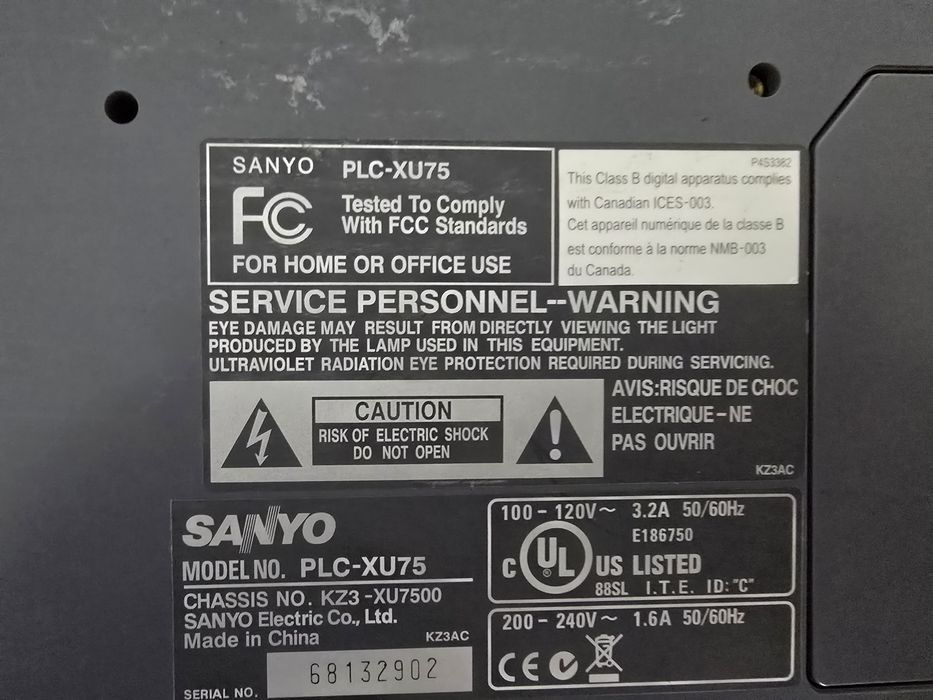 SANYO PLC-XU75
FC
Tested To Comply
With FCC Standards
FOR HOME OR OFFICE USE
P4S3382
This Class B digital apparatus complies
with Canadian ICES-003.
Cet appareil numérique de la classe B
est conforme à la norme NMB-003
du Canada.
SERVICE PERSONNEL--WARNING
EYE DAMAGE MAY RESULT FROM DIRECTLY VIEWING THE LIGHT
PRODUCED BY THE LAMP USED IN THIS EQUIPMENT.
ULTRAVIOLET RADIATION EYE PROTECTION REQUIRED DURING SERVICING.
CAUTION
RISK OF ELECTRIC SHOCK
DO NOT OPEN
!
AVIS:RISQUE DE CHOC
ELECTRIQUE-NE
PAS OUVRIR
KZ3AC
SANYO
MODEL NO. PLC-XU75
CHASSIS NO. KZ3-XU7500
SANYO Electric Co., Ltd.
Made in China
KZ3AC
SERIAL NO. 68132902
100-120V~ 3.2A 50/60Hz
E186750
C UL ® US LISTED
88SL I.T.E. ID:"C"
200-240V~ 1.6A 50/60Hz
CE